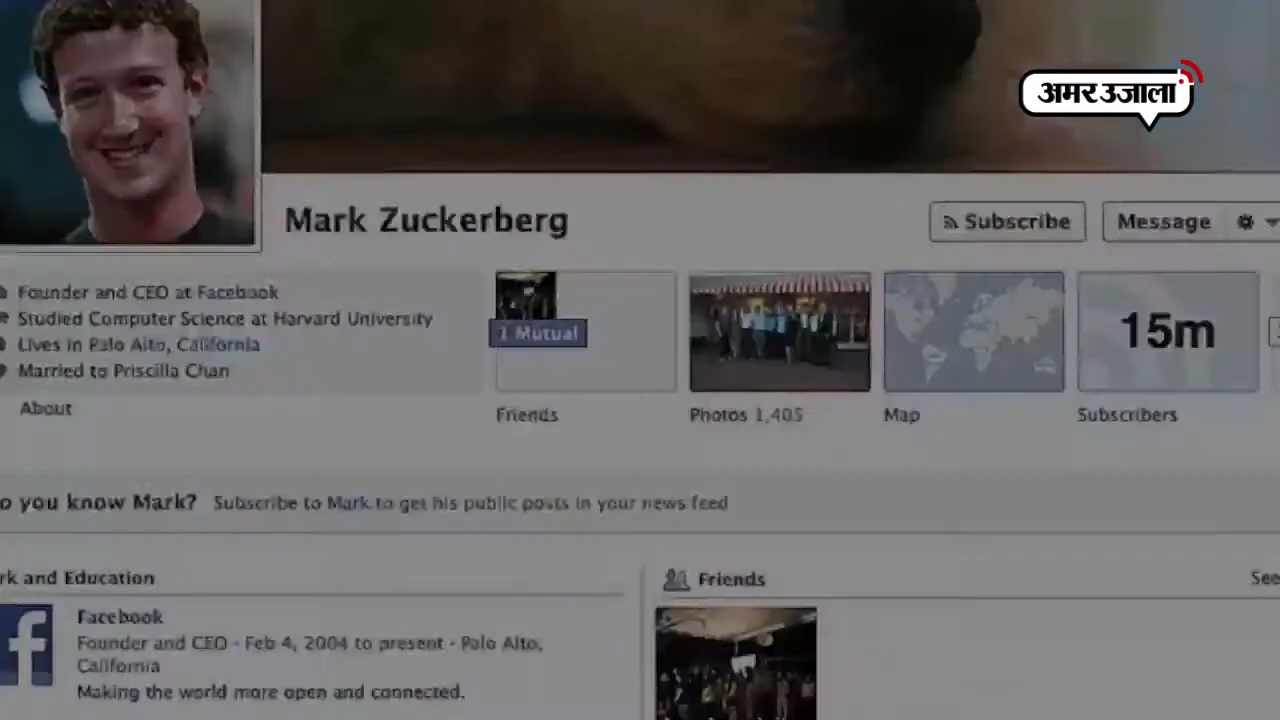 अमर उजाला
Mark Zuckerberg
Subscribe
Message
Founder and CEO at Facebook
Studied Computer Science at Harvard University
Lives in Palo Alto, California
Married to Priscilla Chan
About
1 Mutual
15m
Friends
Photos 1,405
Map
Subscribers
o you know Mark? Subscribe to Mark to get his public posts in your news feed
rk and Education
Friends
See
f
Facebook
Founder and CEO - Feb 4, 2004 to present - Palo Alto,
California
Making the world more open and connected.